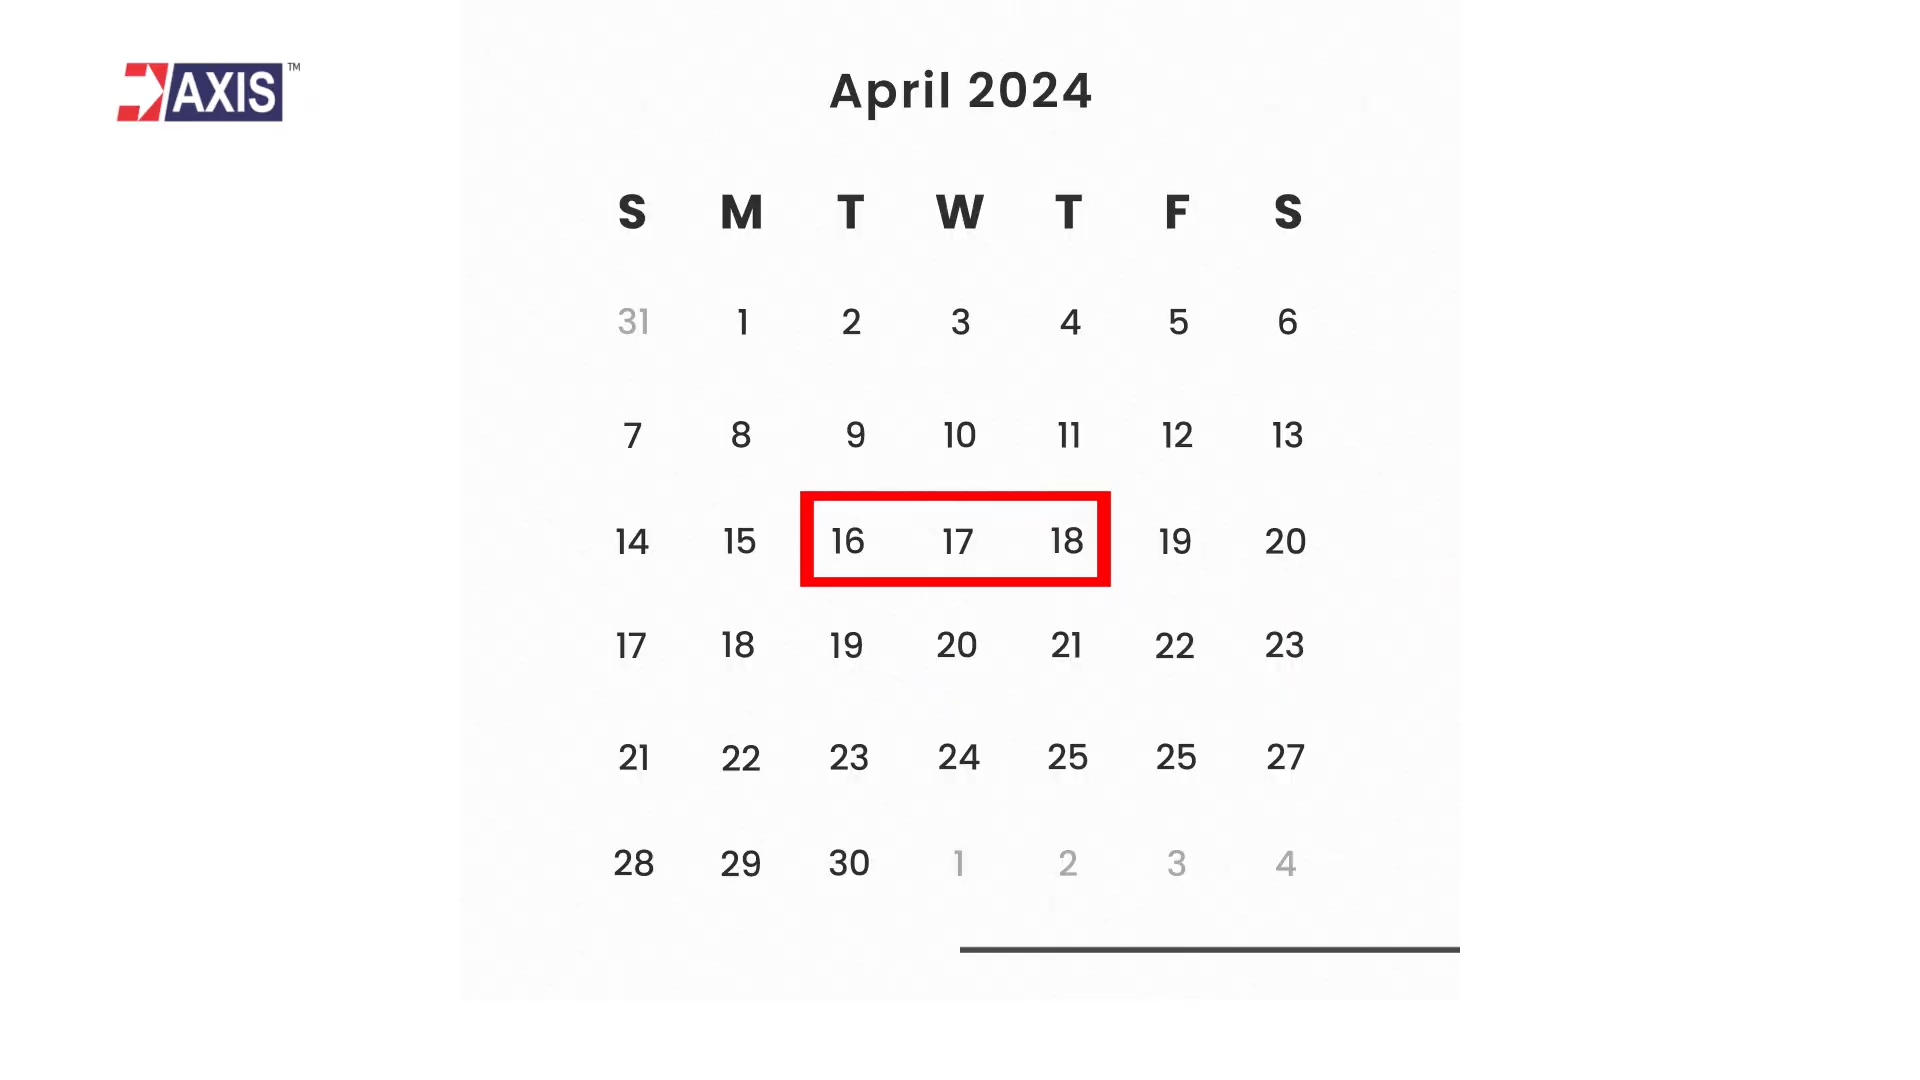 AXIS™
April 2024
S M T W T F S
31 1 2 3 4 5 6
7 8 9 10 11 12 13
14 15 16 17 18 19 20
17 18 19 20 21 22 23
21 22 23 24 25 25 27
28 29 30 1 2 3 4